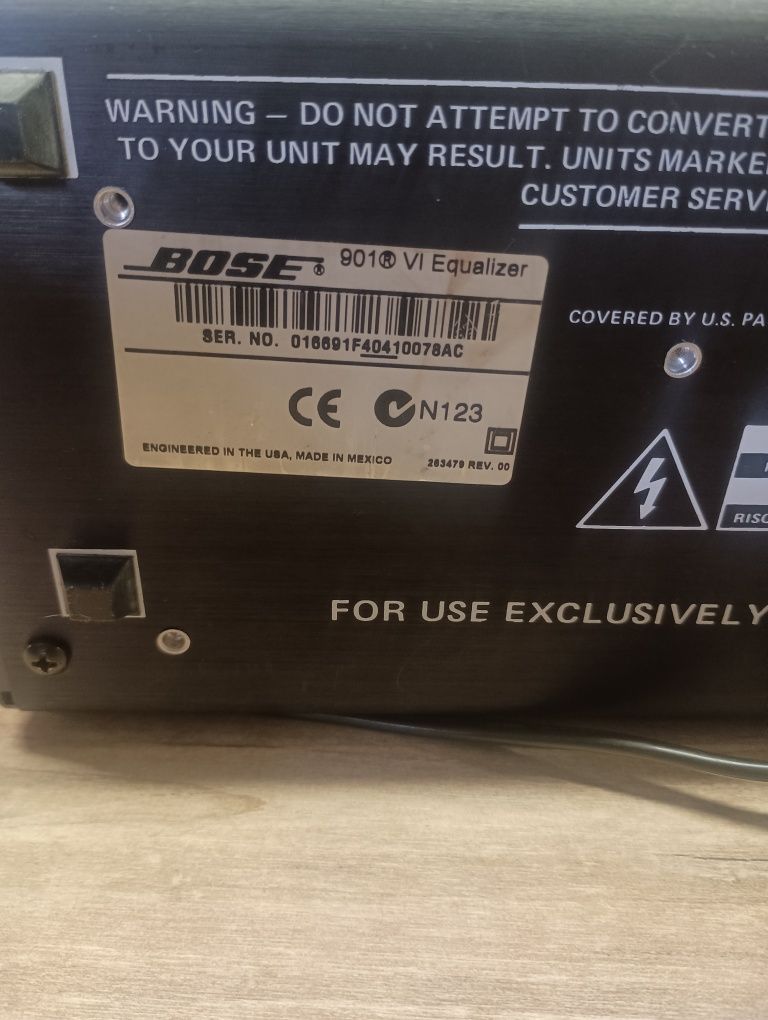 WARNING – DO NOT ATTEMPT TO CONVERT
TO YOUR UNIT MAY RESULT. UNITS MARKE
CUSTOMER SERVI
BOSE® 901® VI Equalizer
SER. NO. 016691F40410078AC
COVERED BY U.S. PA
CE N123
ENGINEERED IN THE USA, MADE IN MEXICO 263479 REV. 00
RISC
FOR USE EXCLUSIVELY